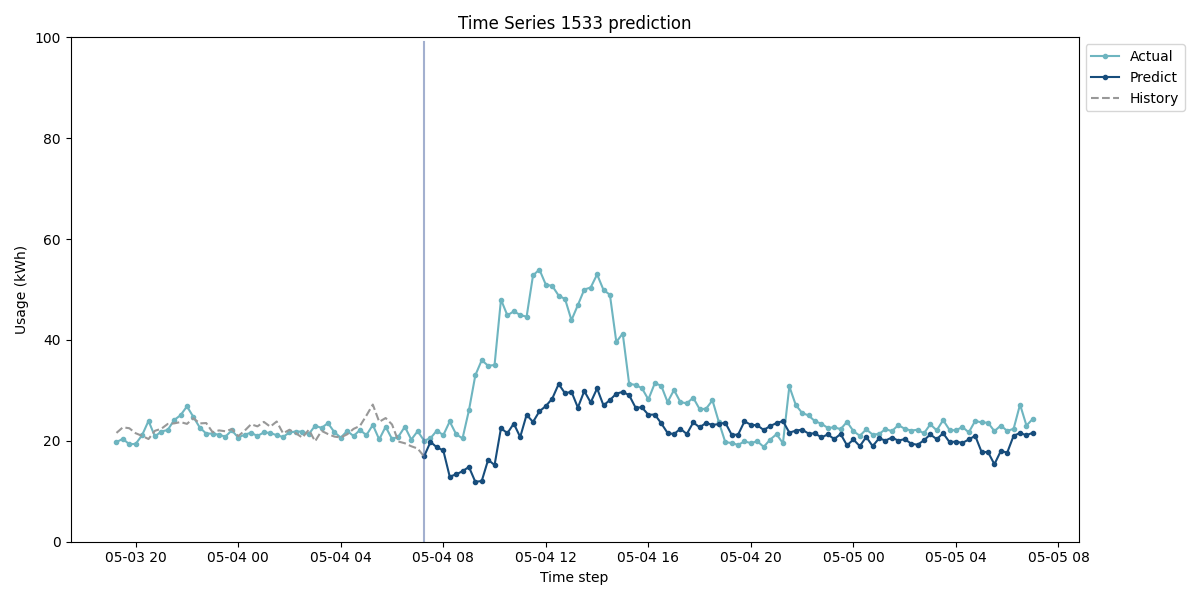 Time Series 1533 prediction
100
80
60
40
20
0
Usage (kWh)
05-03 20
05-04 00
05-04 04
05-04 08
05-04 12
05-04 16
05-04 20
05-05 00
05-05 04
05-05 08
Time step
Actual
Predict
History